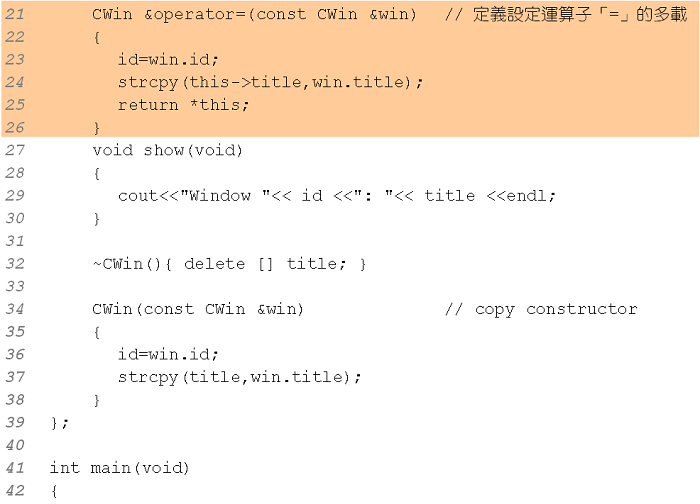 21 CWin &operator=(const CWin &win) // 定義設定運算子「=」的多載
22 {
23 id=win.id;
24 strcpy(this->title,win.title);
25 return *this;
26 }
27 void show(void)
28 {
29 cout<<"Window "<< id <<": "<< title <<endl;
30 }
31
32 ~CWin(){ delete [] title; }
33
34 CWin(const CWin &win) // copy constructor
35 {
36 id=win.id;
37 strcpy(title,win.title);
38 }
39 };
40
41 int main(void)
42 {